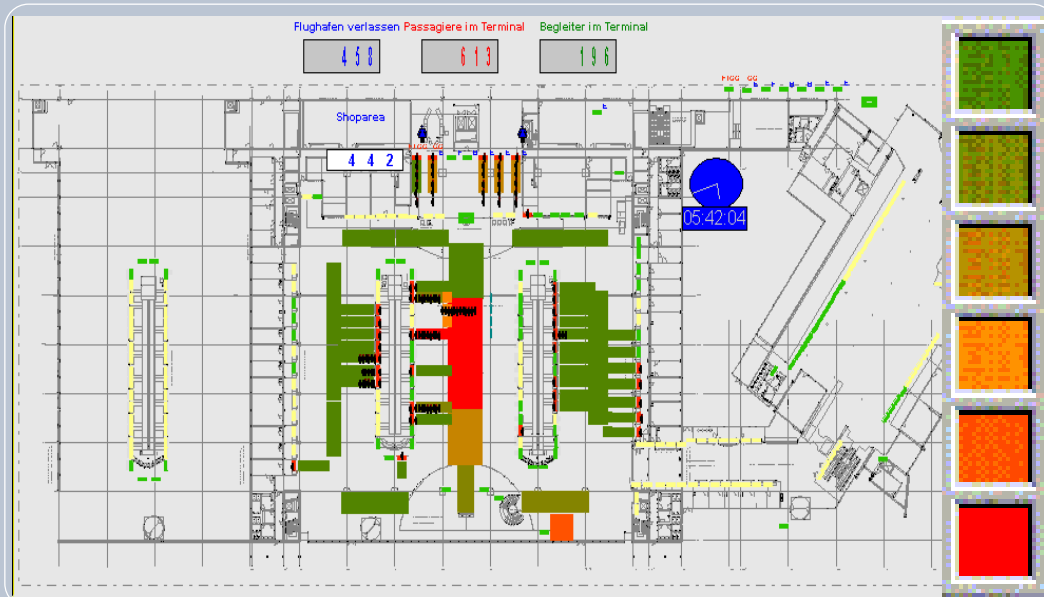 Flughafen verlassen Passagiere im Terminal Begleiter im Terminal
458 613 196
Shoparea
442
05:42:04